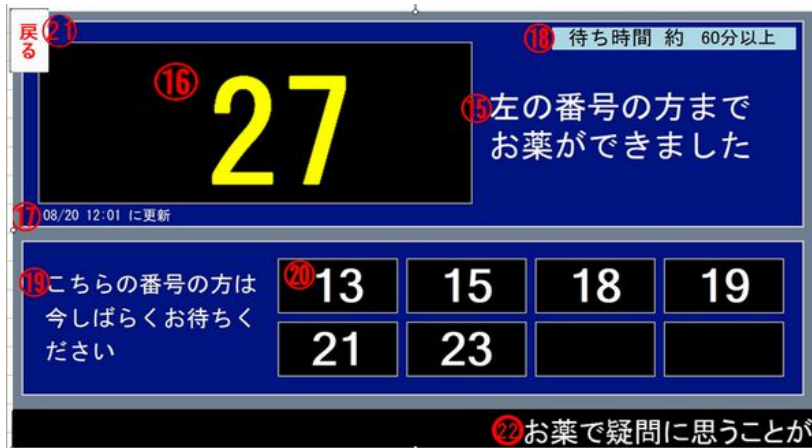 戻る
㉑
⑱ 待ち時間 約 60分以上
⑯ 27
⑮左の番号の方まで
お薬ができました
⑰ 08/20 12:01 に更新
⑲こちらの番号の方は
今しばらくお待ちく
ださい
⑳ 13 15 18 19
21 23
㉒お薬で疑問に思うことが